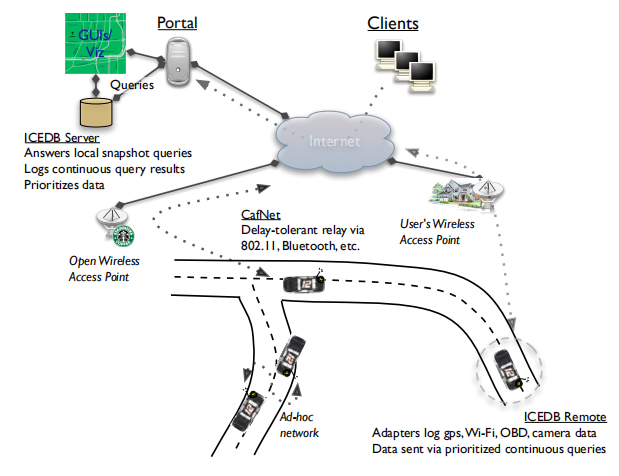 Portal
Clients
GUIs/
Viz
Queries
Internet
ICEDB Server
Answers local snapshot queries
Logs continuous query results
Prioritizes data
CafNet
Delay-tolerant relay via
802.11, Bluetooth, etc.
User's Wireless
Access Point
Open Wireless
Access Point
Ad-hoc
network
ICEDB Remote
Adapters log gps, Wi-Fi, OBD, camera data
Data sent via prioritized continuous queries